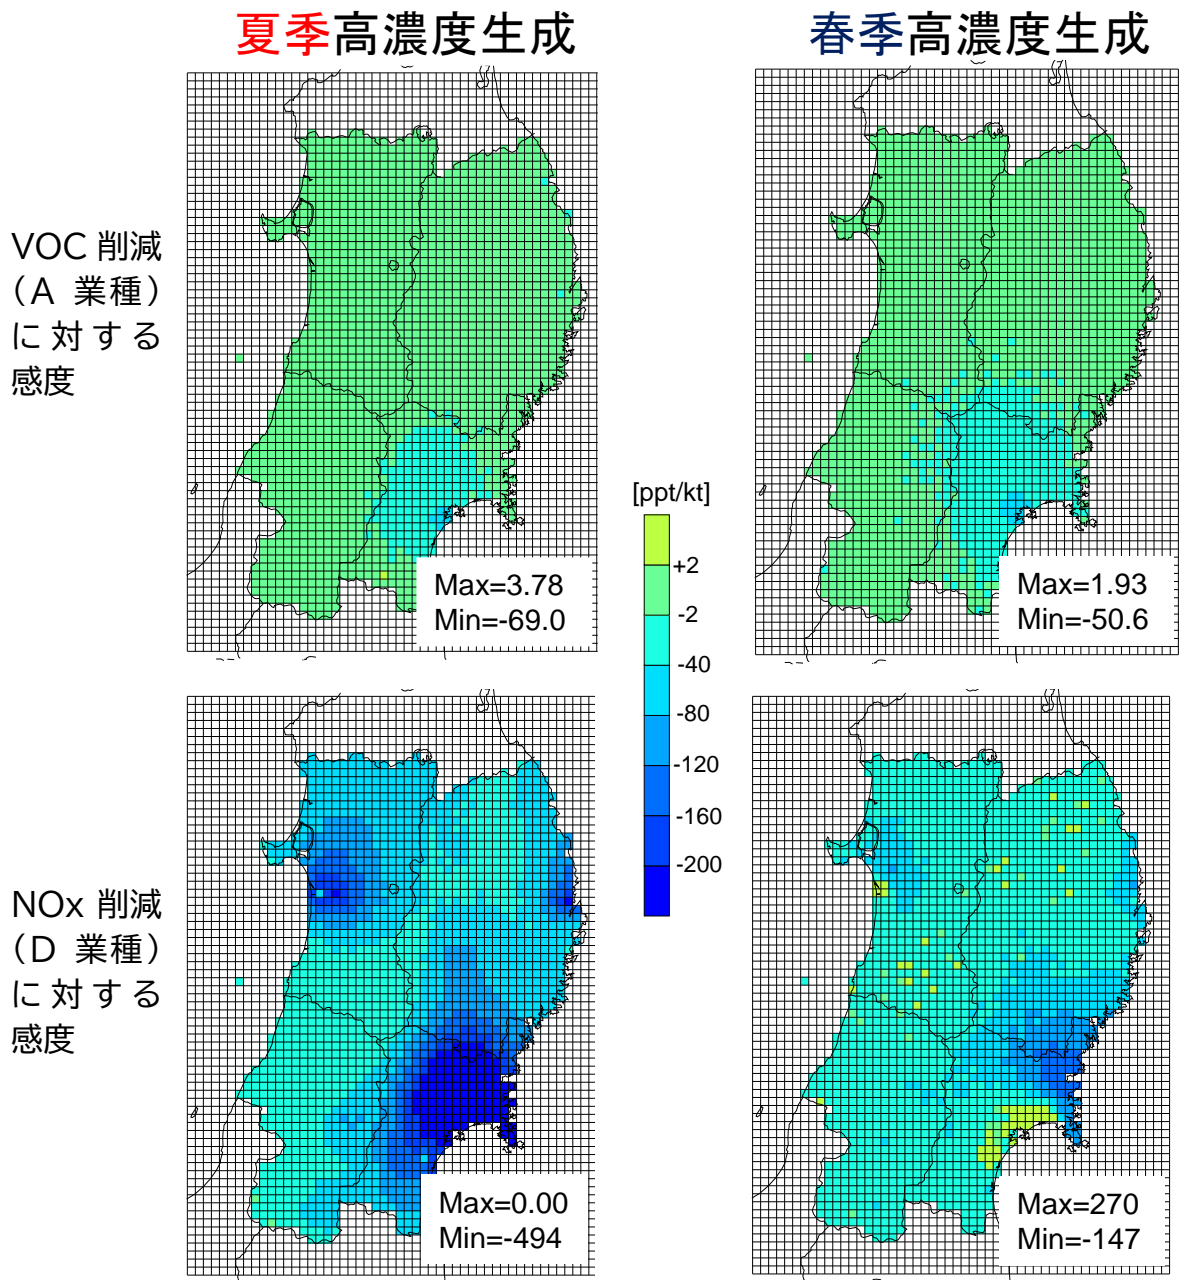 夏季高濃度生成
春季高濃度生成
VOC 削減
（A 業種）
に対する
感度
Max=3.78
Min=-69.0
Max=1.93
Min=-50.6
[ppt/kt]
+2
-2
-40
-80
-120
-160
-200
NOx 削減
（D 業種）
に対する
感度
Max=0.00
Min=-494
Max=270
Min=-147